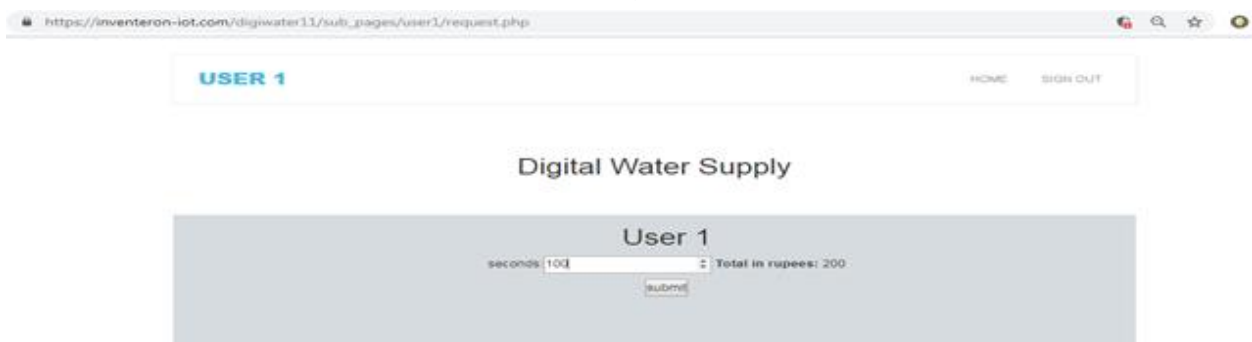 https://inventeron-iot.com/digiwater11/sub_pages/user1/request.php
USER 1 HOME SIGN OUT
Digital Water Supply
User 1
seconds: 100 Total in rupees: 200
submit